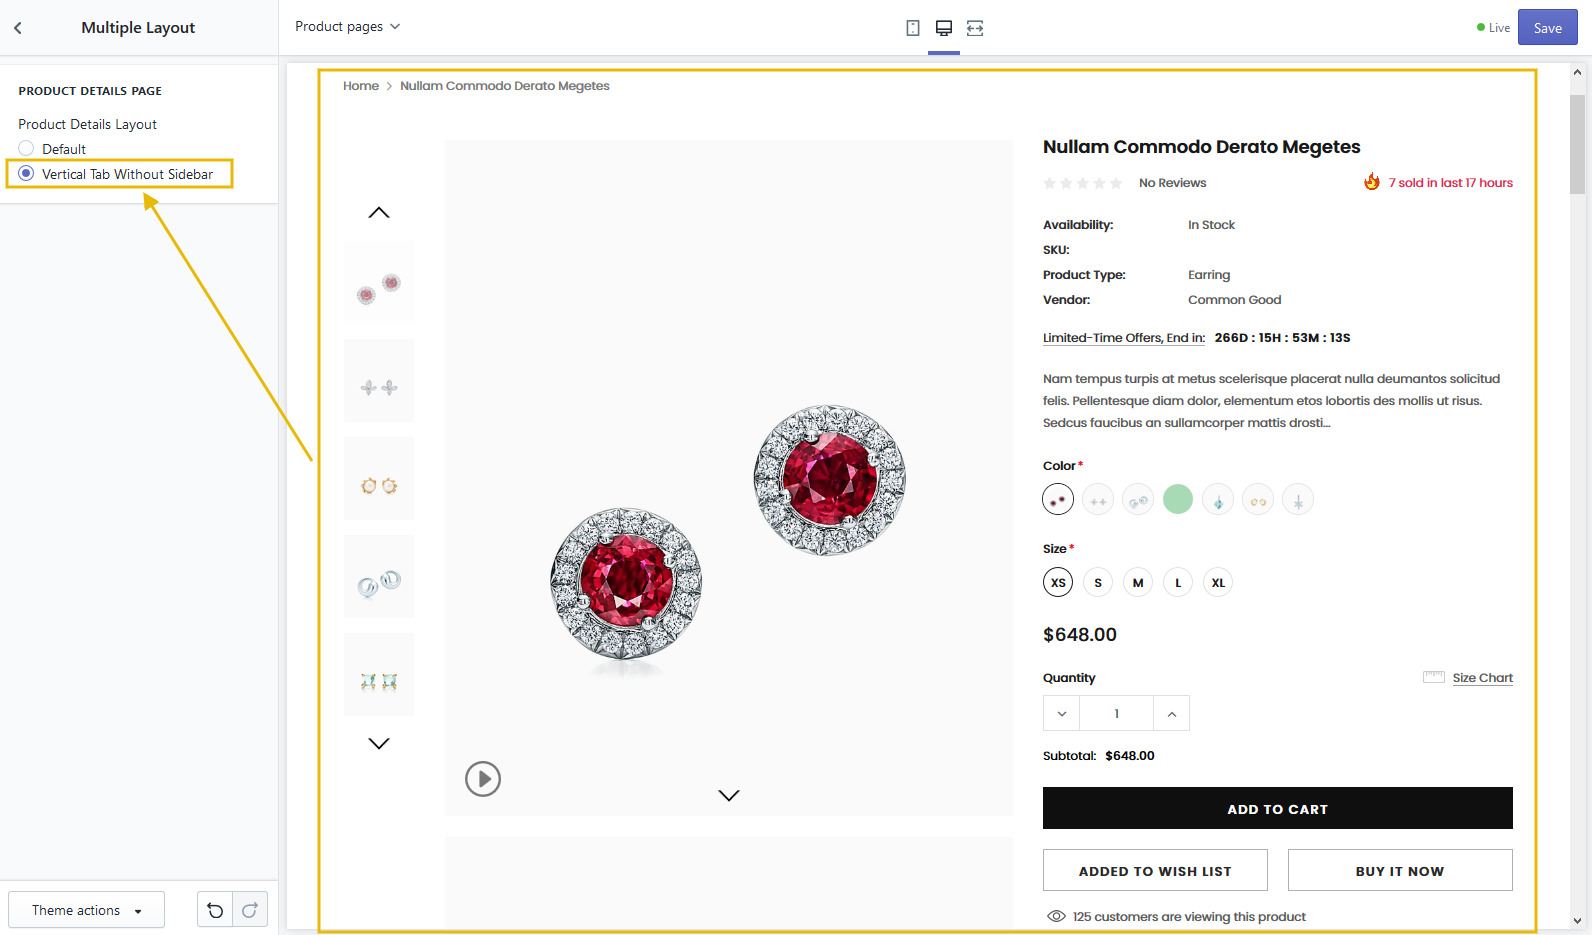 Multiple Layout
Product pages
Live
Save
PRODUCT DETAILS PAGE
Product Details Layout
Default
Vertical Tab Without Sidebar
Theme actions
Home > Nullam Commodo Derato Megetes
Nullam Commodo Derato Megetes
No Reviews
7 sold in last 17 hours
Availability: In Stock
SKU:
Product Type: Earring
Vendor: Common Good
Limited-Time Offers, End in: 266D : 15H : 53M : 13S
Nam tempus turpis at metus scelerisque placerat nulla deumantos solicitud
felis. Pellentesque diam dolor, elementum etos lobortis des mollis ut risus.
Sedcus faucibus an sullamcorper mattis drosti...
Color*
Size*
XS S M L XL
$648.00
Quantity
Size Chart
1
Subtotal: $648.00
ADD TO CART
ADDED TO WISH LIST
BUY IT NOW
125 customers are viewing this product